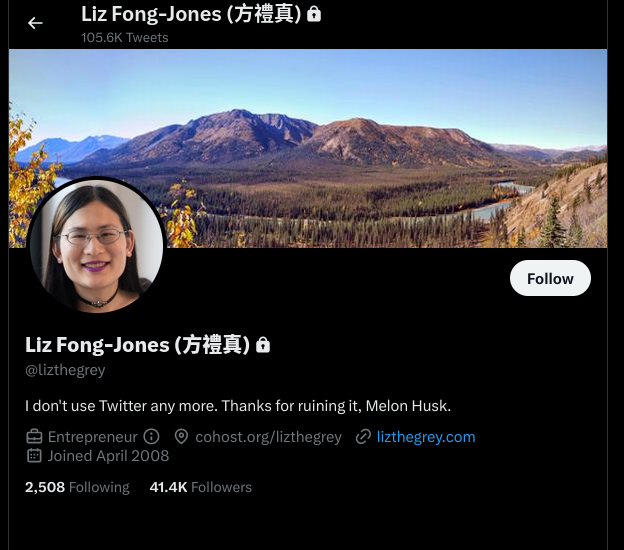 Liz Fong-Jones (方禮真)
105.6K Tweets
Follow
Liz Fong-Jones (方禮真)
@lizthegrey
I don't use Twitter any more. Thanks for ruining it, Melon Husk.
Entrepreneur cohost.org/lizthegrey lizthegrey.com
Joined April 2008
2,508 Following 41.4K Followers